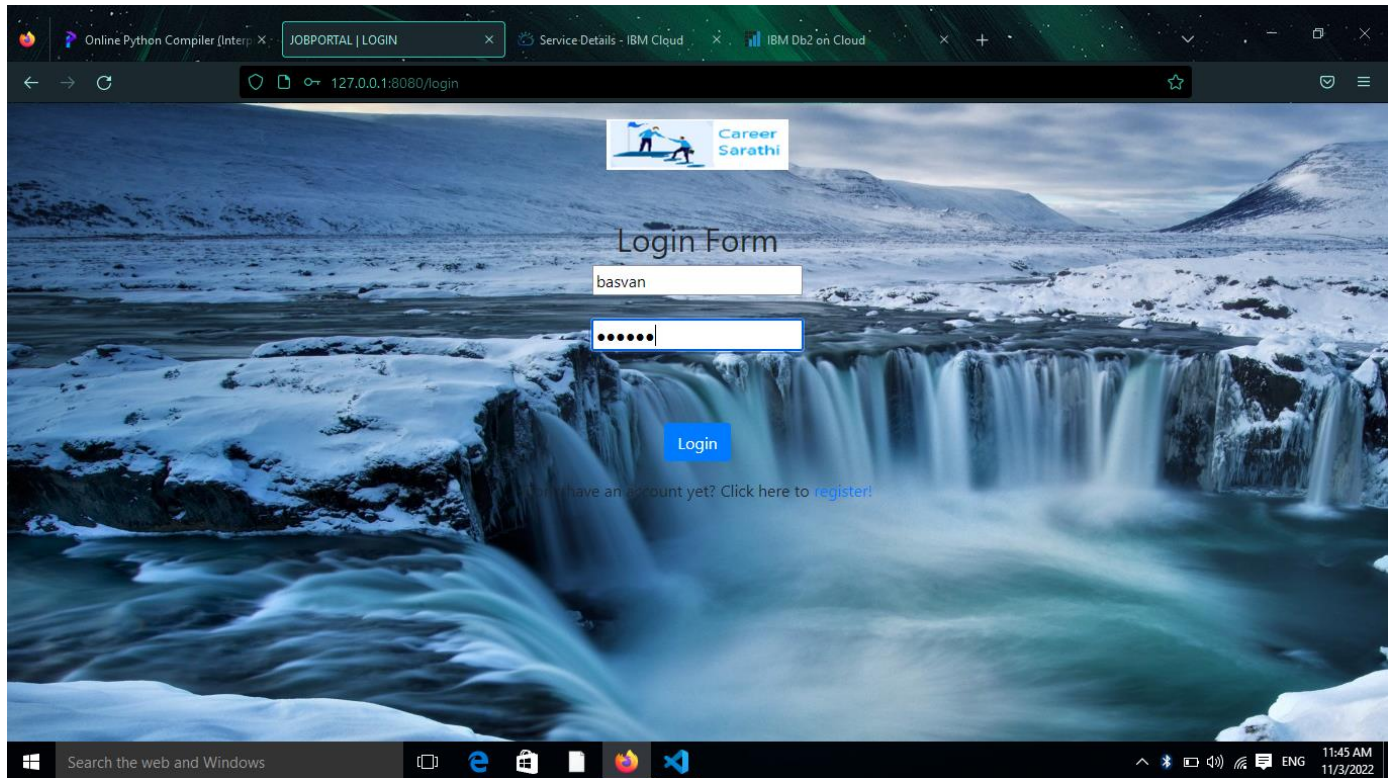 Online Python Compiler (Interp
JOBPORTAL | LOGIN
Service Details - IBM Cloud
IBM Db2 on Cloud
127.0.0.1:8080/login
Career
Sarathi
Login Form
basvan
••••••
Login
have an account yet? Click here to register!
Search the web and Windows
ENG
11:45 AM
11/3/2022